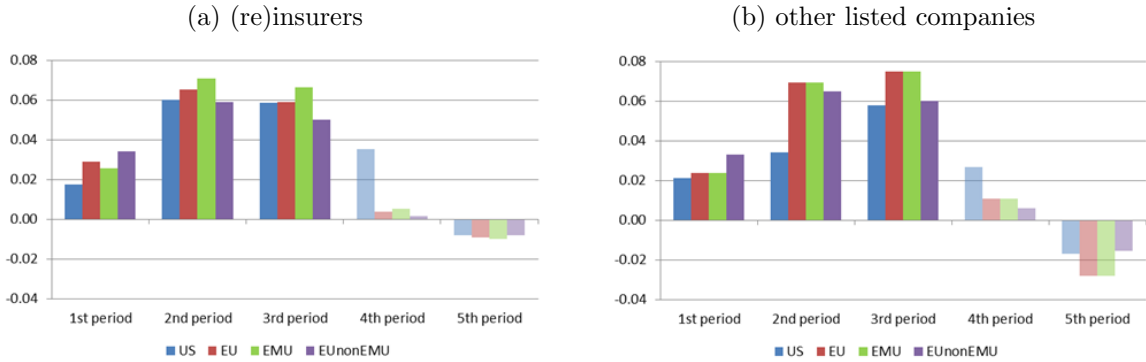 (a) (re)insurers
0.08
0.06
0.04
0.02
0.00
-0.02
-0.04
1st period 2nd period 3rd period 4th period 5th period
US EU EMU EUnonEMU
(b) other listed companies
0.08
0.06
0.04
0.02
0.00
-0.02
-0.04
1st period 2nd period 3rd period 4th period 5th period
US EU EMU EUnonEMU